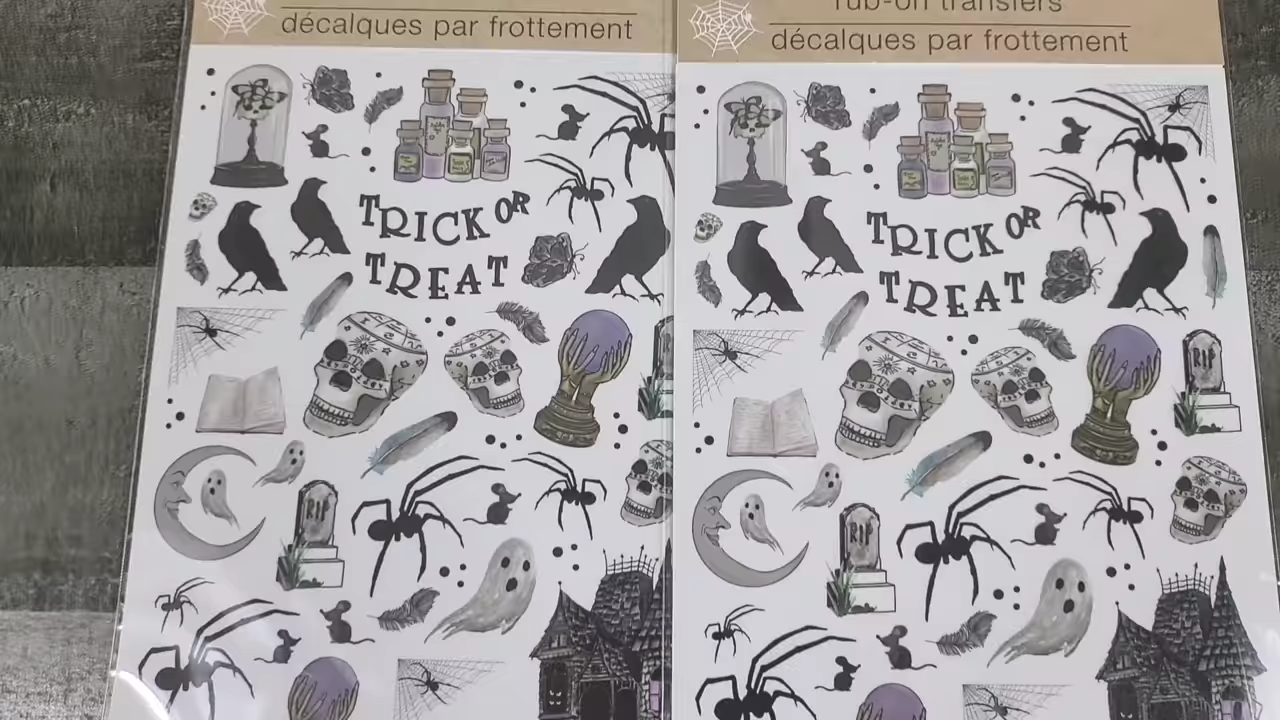 décalques par frottement
rub-on transfers
décalques par frottement
TRICK OR
TREAT
TRICK OR
TREAT
RIP
RIP
RIP